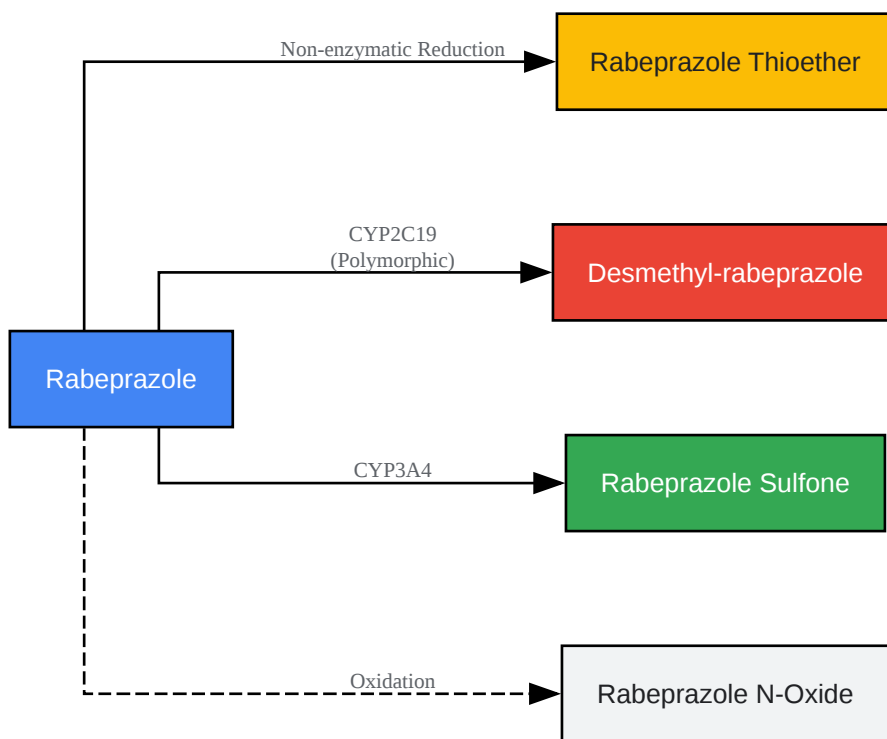 Non-enzymatic Reduction
Rabeprazole Thioether
CYP2C19
(Polymorphic)
Desmethyl-rabeprazole
Rabeprazole
CYP3A4
Rabeprazole Sulfone
Oxidation
Rabeprazole N-Oxide